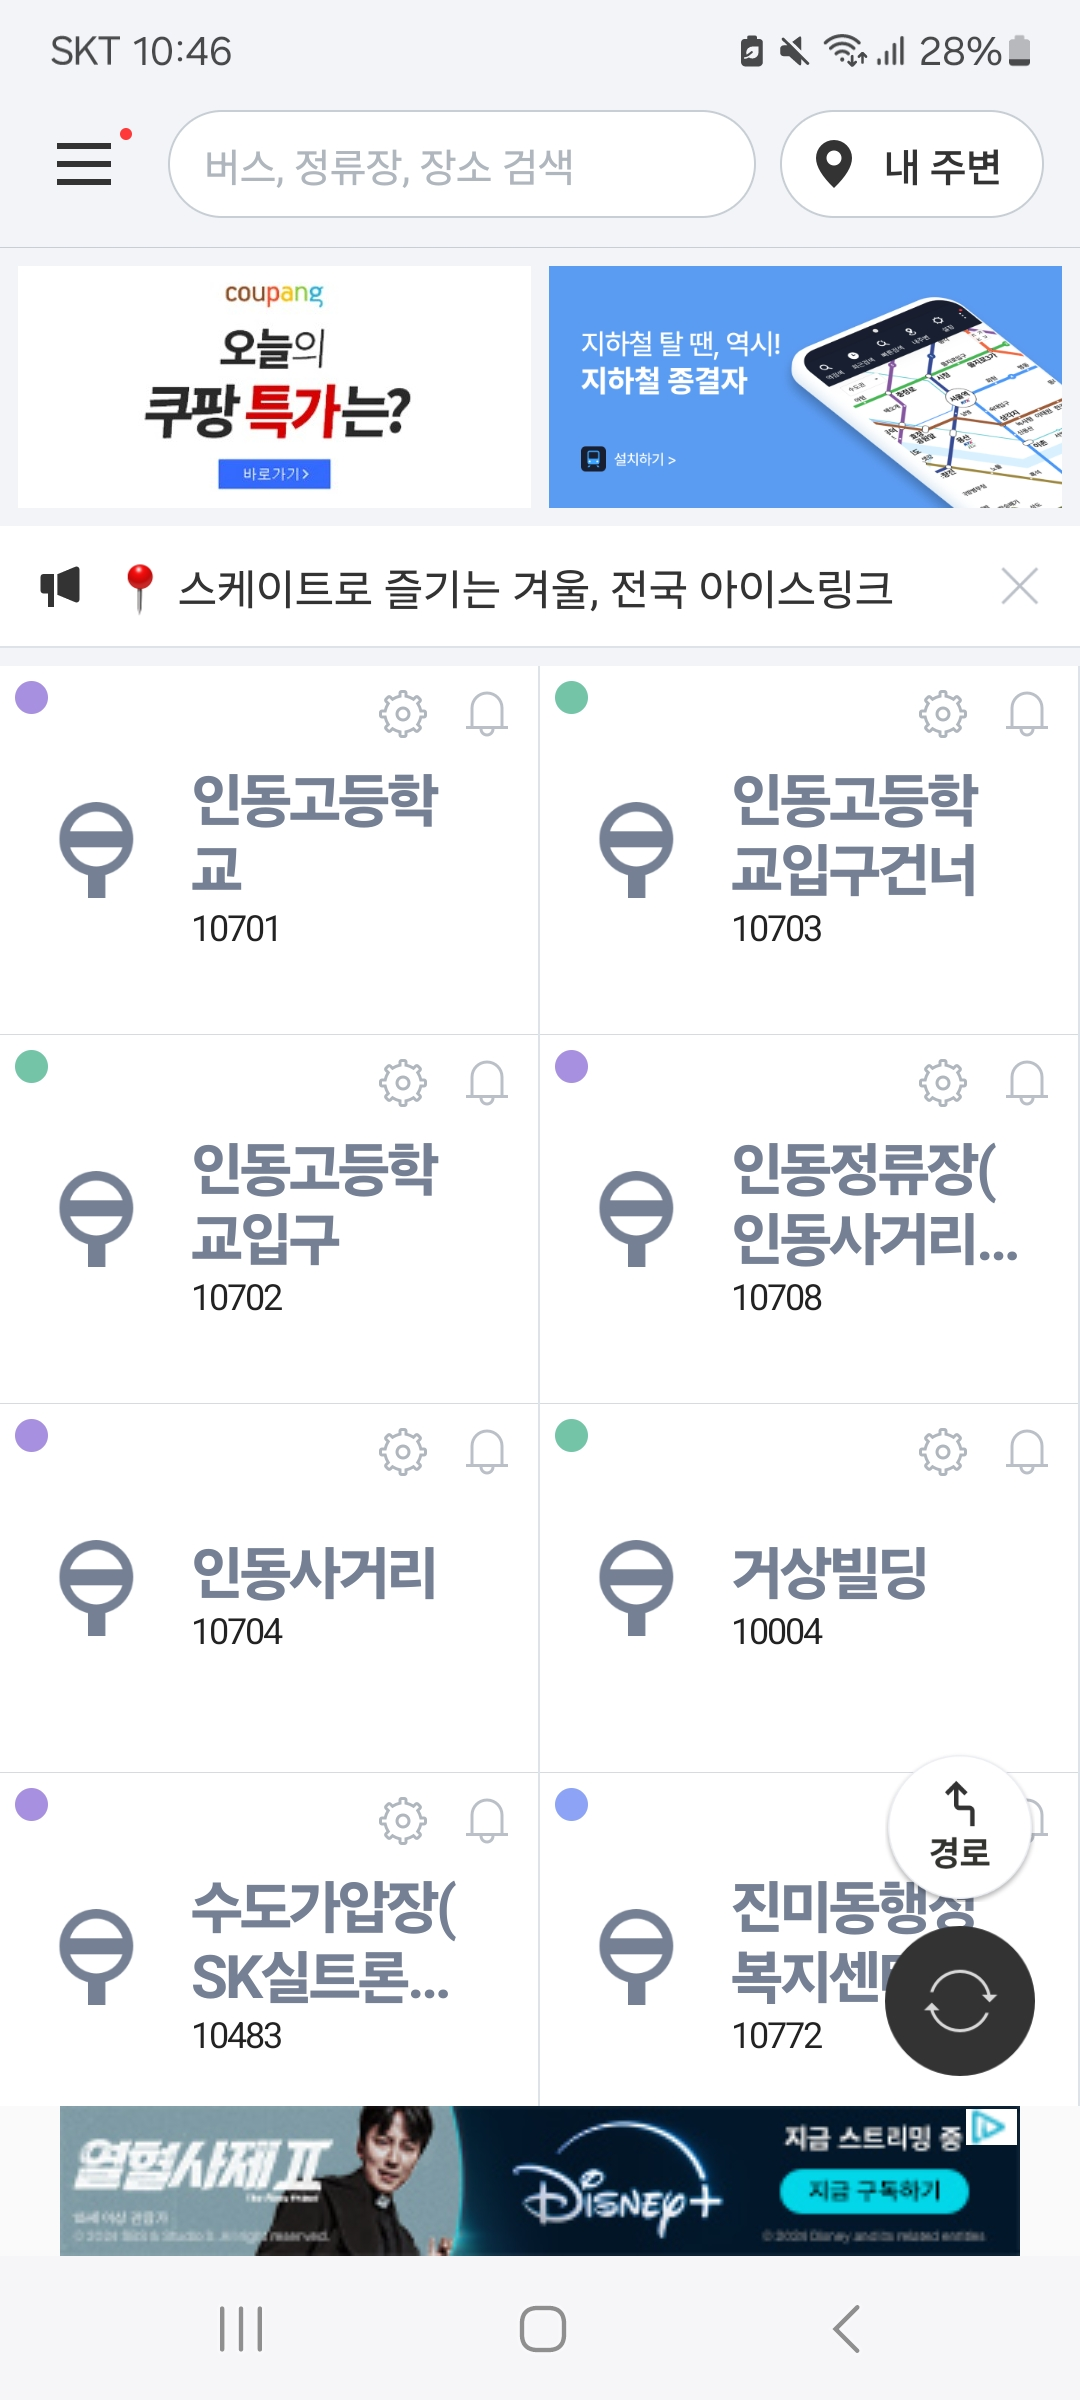 SKT 10:46
28%
버스, 정류장, 장소 검색
내 주변
coupang
오늘의
쿠팡 특가는?
바로가기>
지하철 탈 땐, 역시!
지하철 종결자
설치하기 >
스케이트로 즐기는 겨울, 전국 아이스링크
인동고등학
교
10701
인동고등학
교입구건너
10703
인동고등학
교입구
10702
인동정류장(
인동사거리...
10708
인동사거리
10704
거상빌딩
10004
수도가압장(
SK실트론...
10483
진미동행정
복지센
10772
경로
열혈사제 II
DISNEY+
지금 스트리밍 중
지금 구독하기